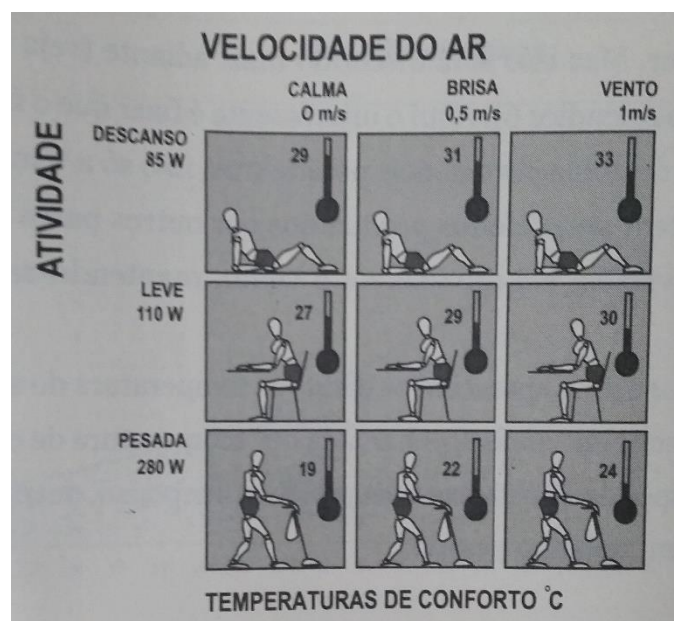 VELOCIDADE DO AR
CALMA
O m/s
BRISA
0,5 m/s
VENTO
1m/s
ATIVIDADE
DESCANSO
85 W
29
31
33
LEVE
110 W
27
29
30
PESADA
280 W
19
22
24
TEMPERATURAS DE CONFORTO °C